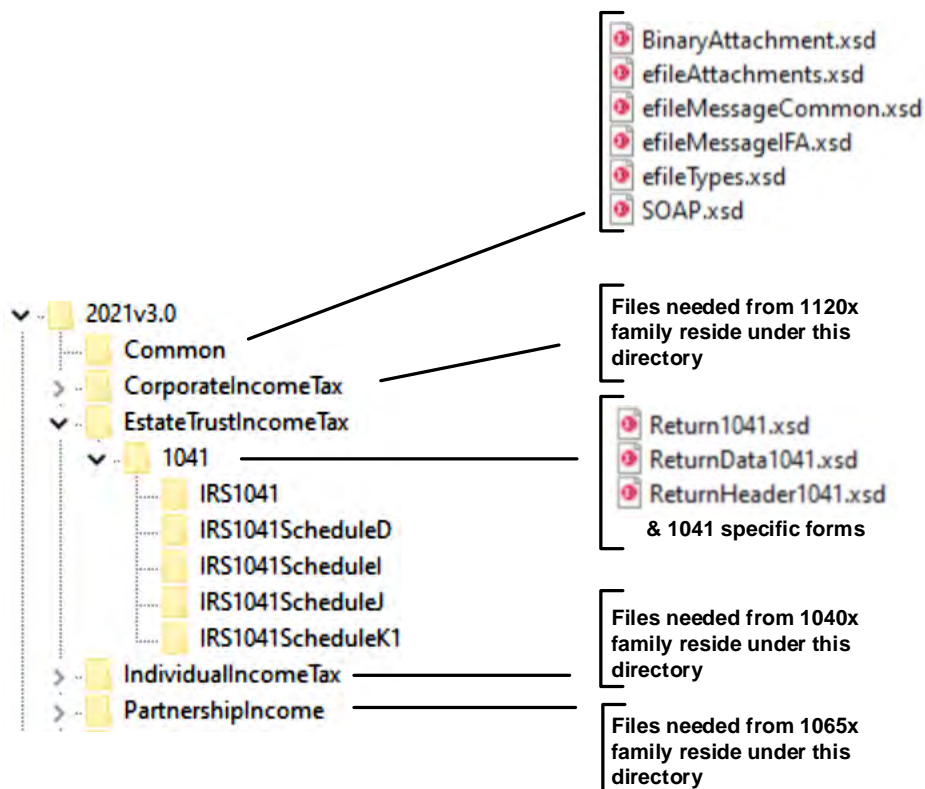 BinaryAttachment.xsd
efileAttachments.xsd
efileMessageCommon.xsd
efileMessageIFA.xsd
efileTypes.xsd
SOAP.xsd
2021v3.0
Common
CorporateIncomeTax
EstateTrustIncomeTax
1041
IRS1041
IRS1041ScheduleD
IRS1041ScheduleI
IRS1041ScheduleJ
IRS1041ScheduleK1
IndividualIncomeTax
PartnershipIncome
Files needed from 1120x
family reside under this
directory
Return1041.xsd
ReturnData1041.xsd
ReturnHeader1041.xsd
& 1041 specific forms
Files needed from 1040x
family reside under this
directory
Files needed from 1065x
family reside under this
directory